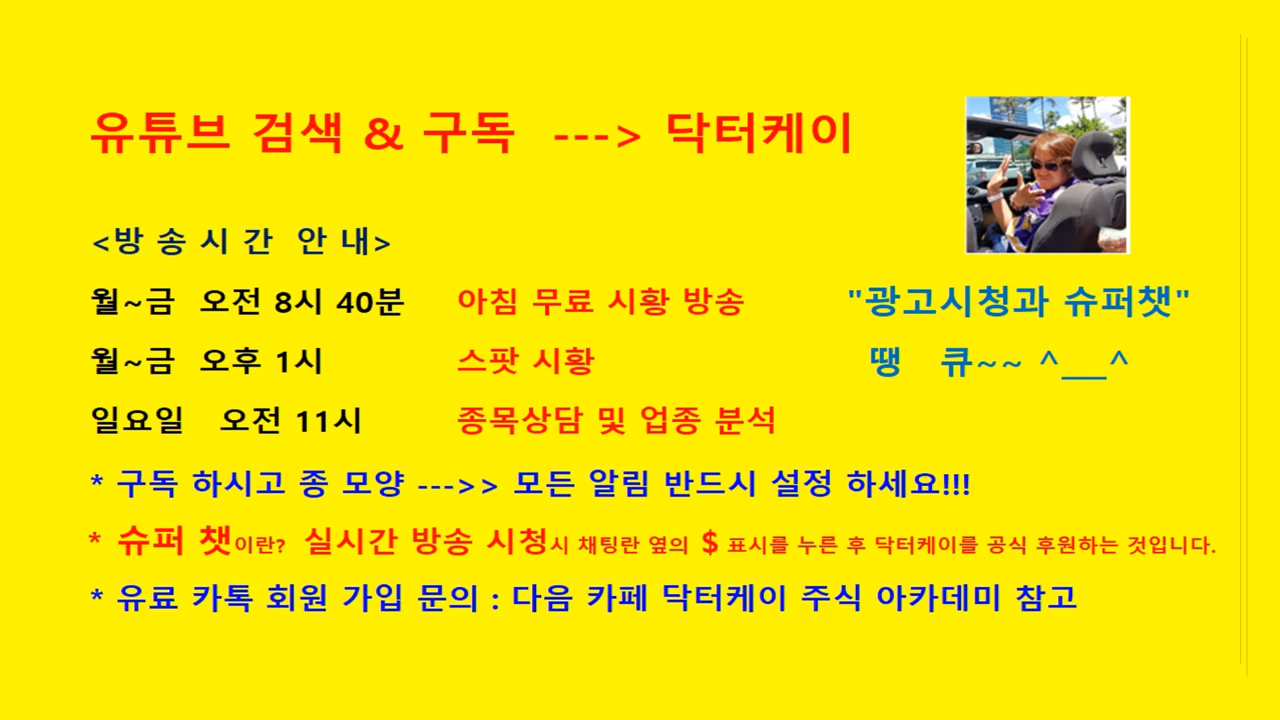 유튜브 검색 & 구독 ---> 닥터케이
<방 송 시 간 안 내>
월~금 오전 8시 40분 아침 무료 시황 방송 "광고시청과 슈퍼챗"
월~금 오후 1시 스팟 시황 땡 큐~~ ^__^
일요일 오전 11시 종목상담 및 업종 분석
* 구독 하시고 종 모양 --->> 모든 알림 반드시 설정 하세요!!!
* 슈퍼 챗이란? 실시간 방송 시청시 채팅란 옆의 $ 표시를 누른 후 닥터케이를 공식 후원하는 것입니다.
* 유료 카톡 회원 가입 문의 : 다음 카페 닥터케이 주식 아카데미 참고